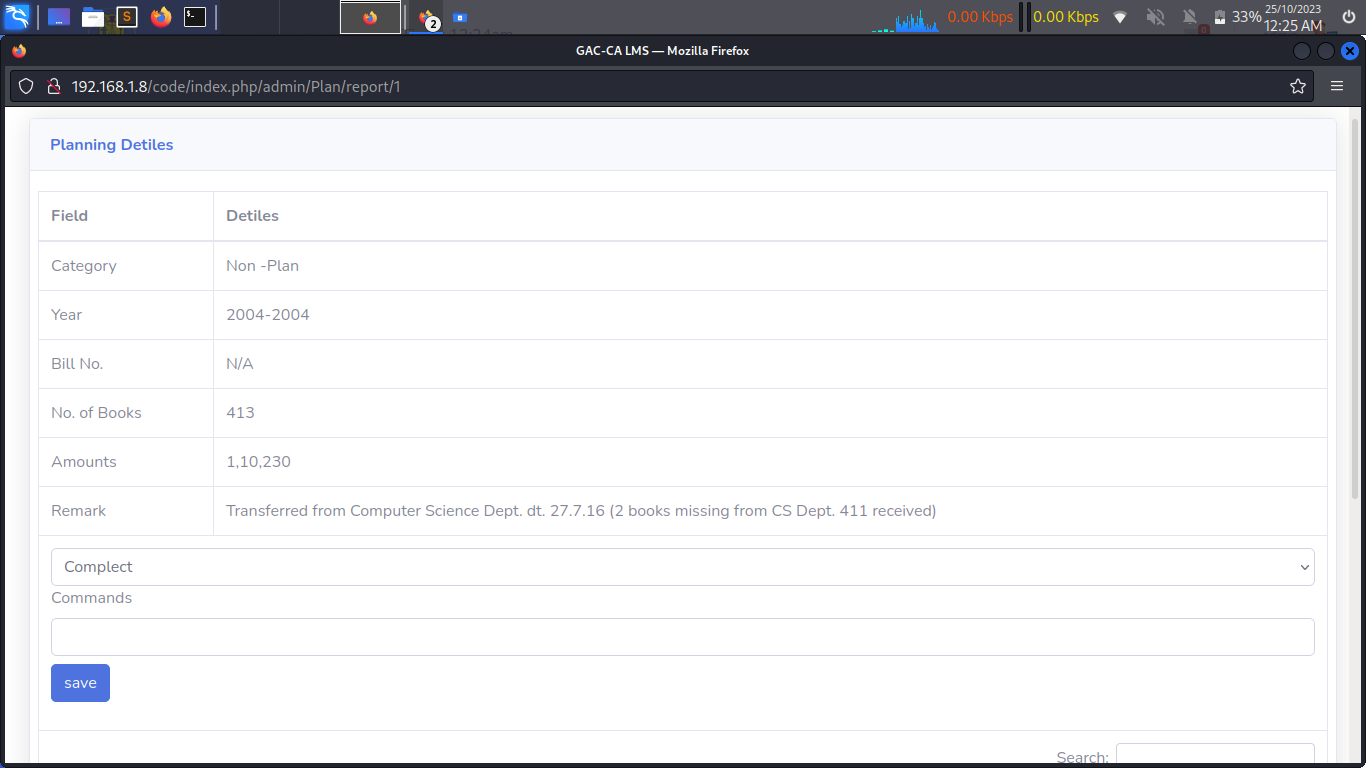 0.00 Kbps
0.00 Kbps
33%
25/10/2023
12:25 AM
2
GAC-CA LMS — Mozilla Firefox
192.168.1.8/code/index.php/admin/Plan/report/1
Planning Detiles
Field Detiles
Category Non -Plan
Year 2004-2004
Bill No. N/A
No. of Books 413
Amounts 1,10,230
Remark Transferred from Computer Science Dept. dt. 27.7.16 (2 books missing from CS Dept. 411 received)
Complect
Commands
save
Search: